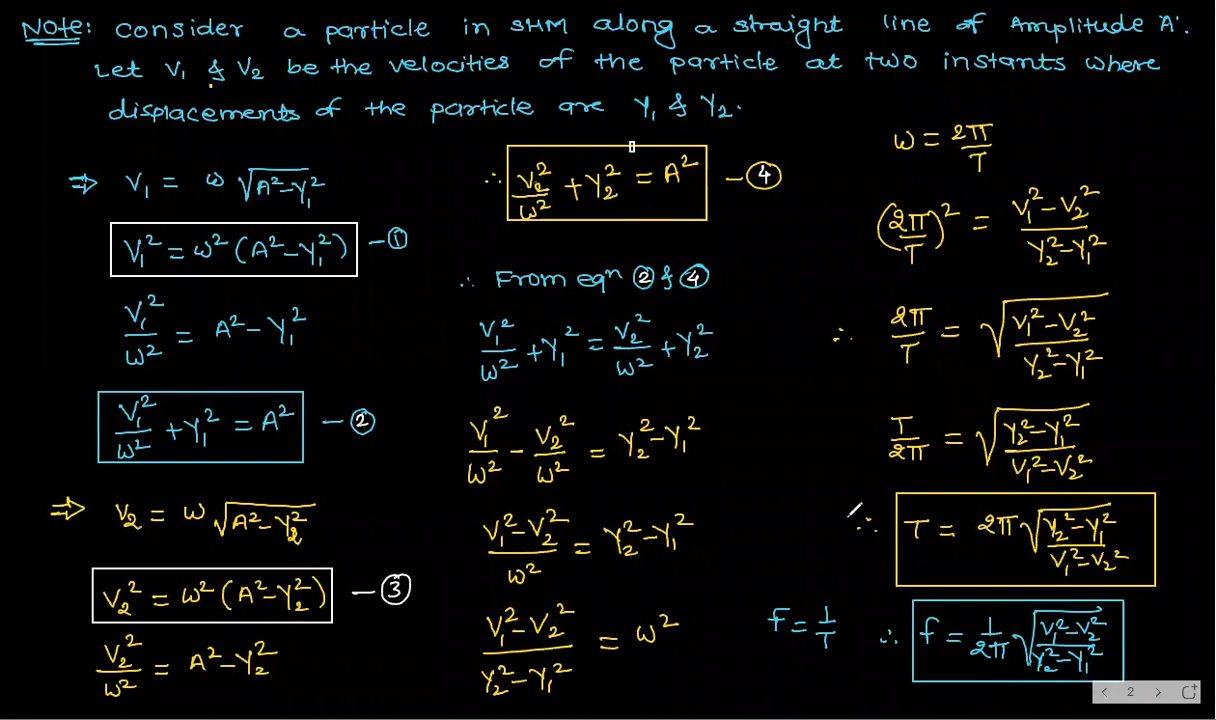 Note: Consider a particle in SHM along a straight line of Amplitude 'A'.
Let V₁ & V₂ be the velocities of the particle at two instants where
displacements of the particle are Y₁ & Y₂.
⇒ V₁ = ω √(A²-Y₁²)
V₁² = ω² (A²-Y₁²) - ①
V₁²/ω² = A² - Y₁²
V₁²/ω² + Y₁² = A² - ②
⇒ V₂ = ω √(A²-Y₂²)
V₂² = ω² (A²-Y₂²) - ③
V₂²/ω² = A² - Y₂²
∴ V₂²/ω² + Y₂² = A² - ④
∴ From eqn ② & ④
V₁²/ω² + Y₁² = V₂²/ω² + Y₂²
V₁²/ω² - V₂²/ω² = Y₂² - Y₁²
(V₁² - V₂²)/ω² = Y₂² - Y₁²
(V₁² - V₂²)/(Y₂² - Y₁²) = ω²
ω = 2π/T
(2π/T)² = (V₁² - V₂²)/(Y₂² - Y₁²)
∴ 2π/T = √((V₁² - V₂²)/(Y₂² - Y₁²))
T/2π = √((Y₂² - Y₁²)/(V₁² - V₂²))
∴ T = 2π √((Y₂² - Y₁²)/(V₁² - V₂²))
f = 1/T ∴ f = 1/2π √((V₁² - V₂²)/(Y₂² - Y₁²))
< 2 >